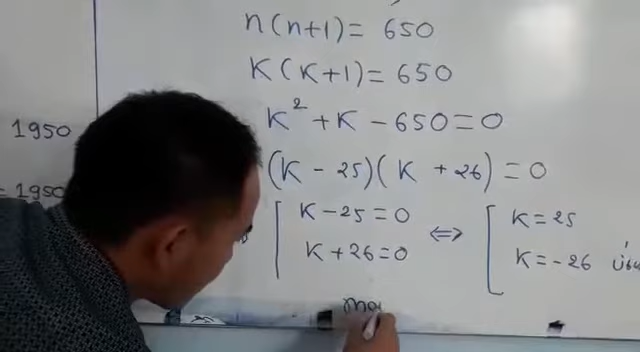 n(n+1) = 650
K(K+1) = 650
1950
K² + K - 650 = 0
(K - 25)(K + 26) = 0
= 1950
K - 25 = 0 ⇔ K = 25
K + 26 = 0 K = -26